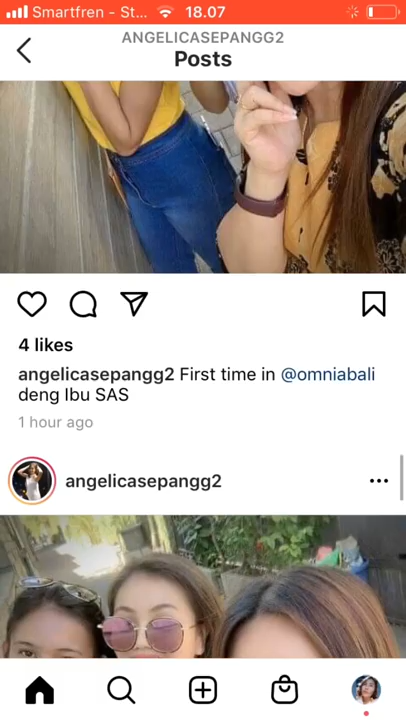 Smartfren - St... 18.07
ANGELICASEPANGG2
Posts
4 likes
angelicasepangg2 First time in @omniabali
deng Ibu SAS
1 hour ago
angelicasepangg2